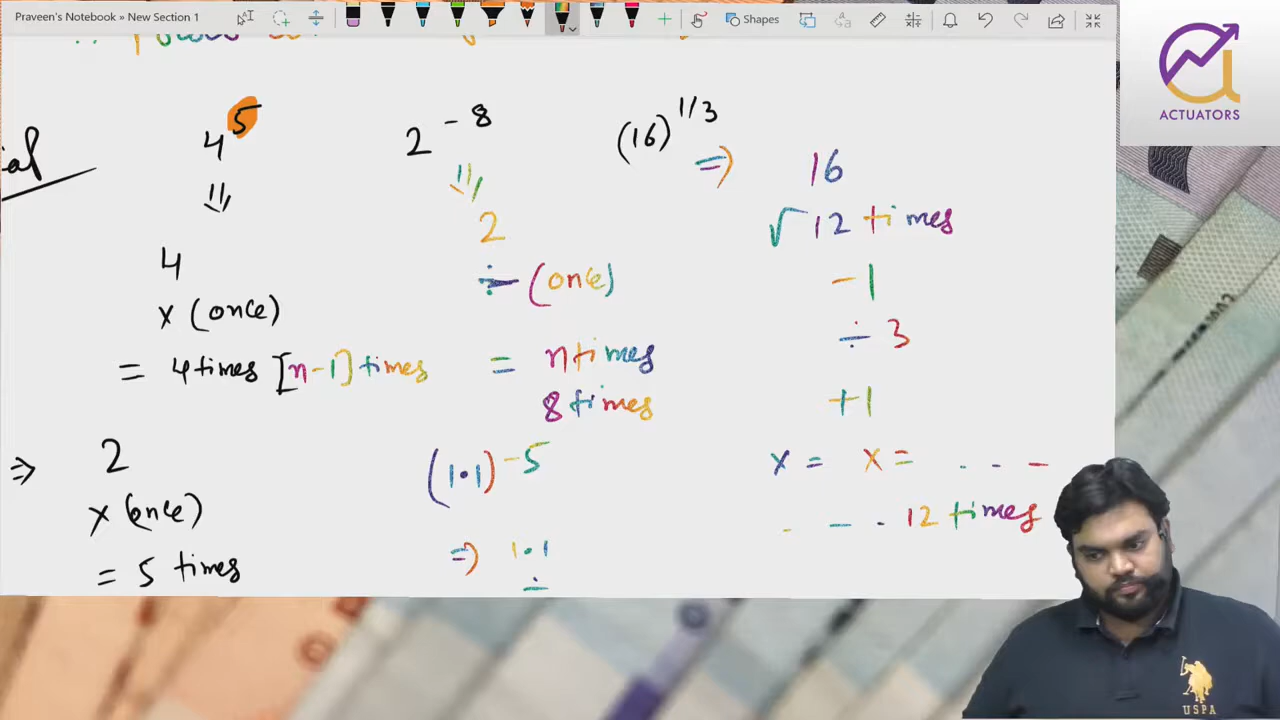 Praveen's Notebook » New Section 1
Shapes
ACTUATORS
al
4^5
⇓
4
× (once)
= 4 times [n-1] times
⇒ 2
× (once)
= 5 times
2^-8
⇓
2
÷ (once)
= n times
8 times
(1.1)^-5
⇒ 1.1
÷
(16)^1/3
⇒ 16
√ 12 times
-1
÷ 3
+1
× = × = . - -
. - . 12 times
USPA